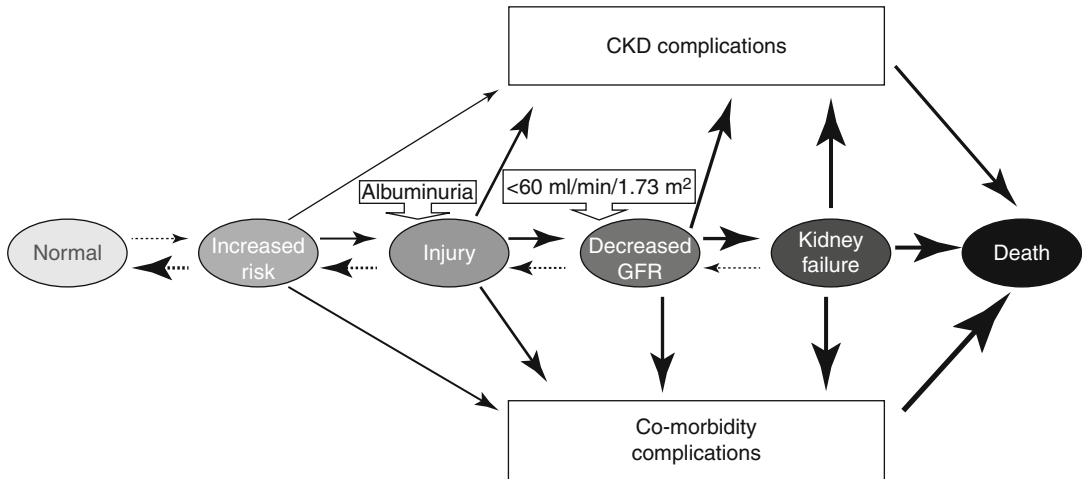 CKD complications
Albuminuria
<60 ml/min/1.73 m²
Normal
Increased
risk
Injury
Decreased
GFR
Kidney
failure
Death
Co-morbidity
complications